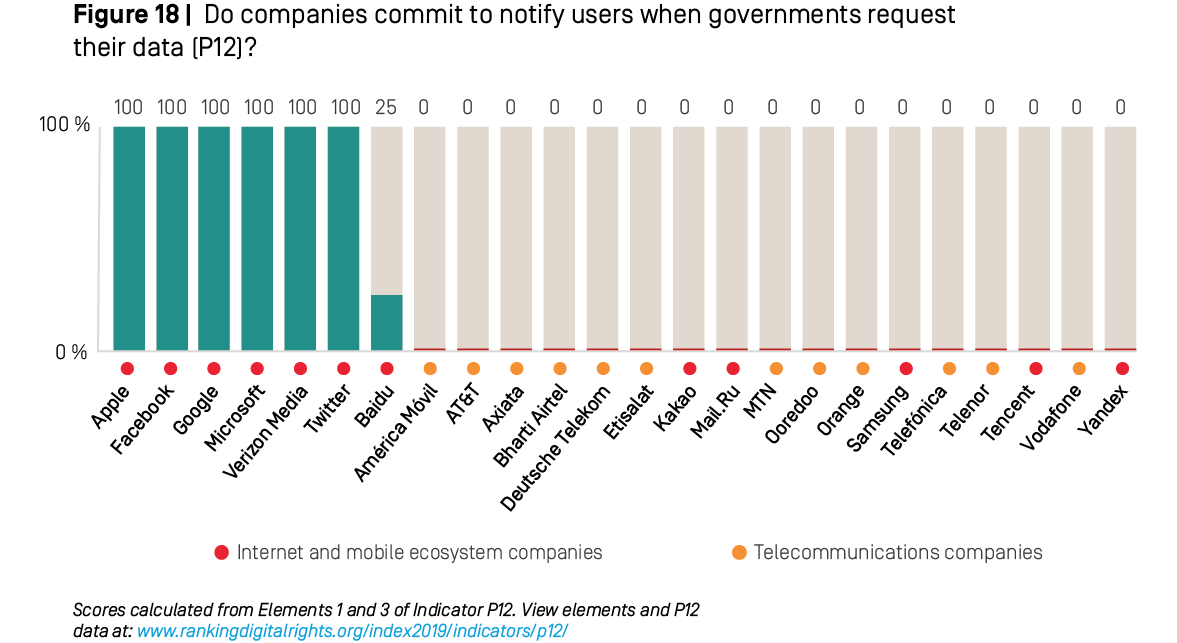 Figure 18 | Do companies commit to notify users when governments request
their data (P12)?
100 100 100 100 100 100 25 0 0 0 0 0 0 0 0 0 0 0 0 0 0 0 0 0
100 %
0 %
Apple
Facebook
Google
Microsoft
Verizon Media
Twitter
Baidu
América Móvil
AT&T
Axiata
Bharti Airtel
Deutsche Telekom
Etisalat
Kakao
Mail.Ru
MTN
Ooredoo
Orange
Samsung
Telefónica
Telenor
Tencent
Vodafone
Yandex
Internet and mobile ecosystem companies
Telecommunications companies
Scores calculated from Elements 1 and 3 of Indicator P12. View elements and P12
data at: www.rankingdigitalrights.org/index2019/indicators/p12/